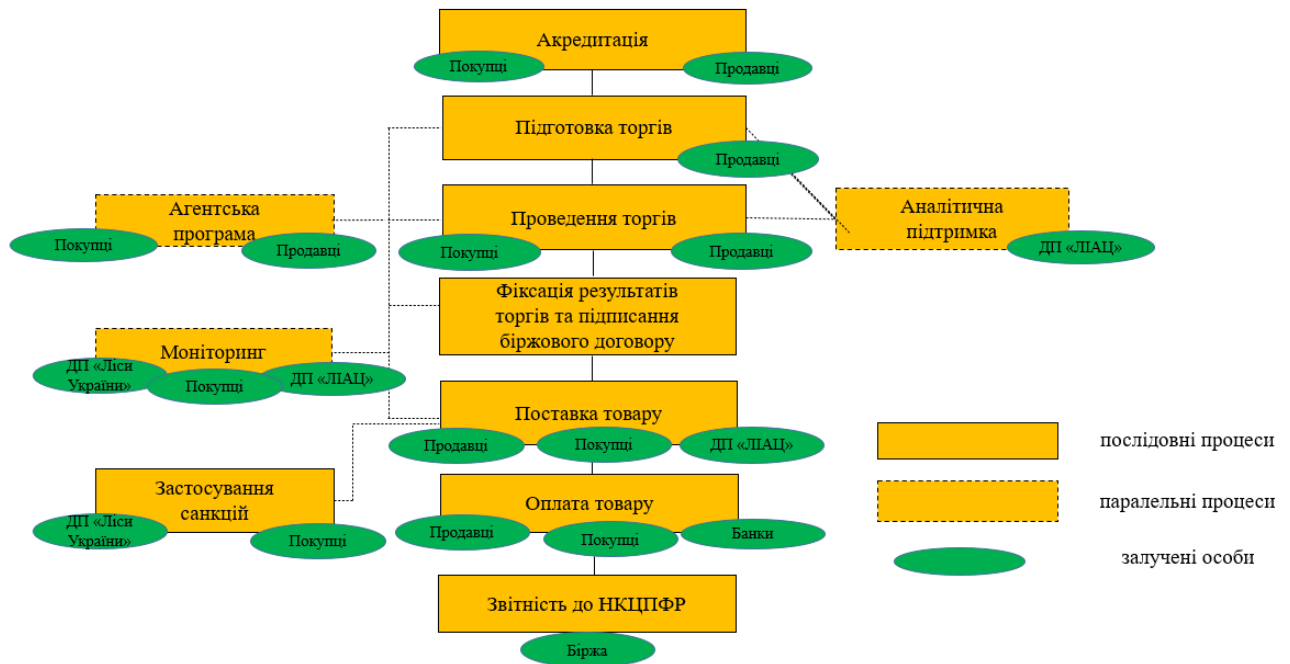 Акредитація
Покупці
Продавці
Підготовка торгів
Продавці
Агентська
програма
Покупці
Продавці
Проведення торгів
Покупці
Продавці
Аналітична
підтримка
ДП «ЛІАЦ»
Фіксація результатів
торгів та підписання
біржового договору
Моніторинг
ДП «Ліси
України»
Покупці
ДП «ЛІАЦ»
Поставка товару
Продавці
Покупці
ДП «ЛІАЦ»
Застосування
санкцій
ДП «Ліси
України»
Покупці
Оплата товару
Продавці
Покупці
Банки
Звітність до НКЦПФР
Біржа
послідовні процеси
паралельні процеси
залучені особи